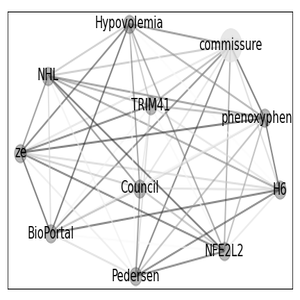 Hypovolemia
commissure
NHL
TRIM41
phenoxyphen
ze
Council
H6
BioPortal
NFE2L2
Pedersen